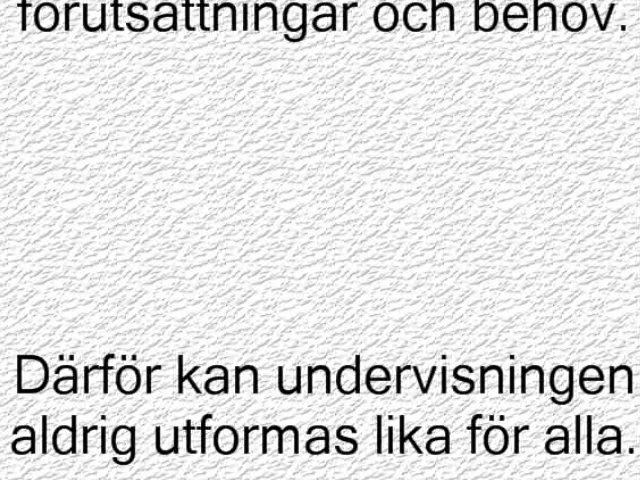 förutsättningar och behov.
Därför kan undervisningen
aldrig utformas lika för alla.